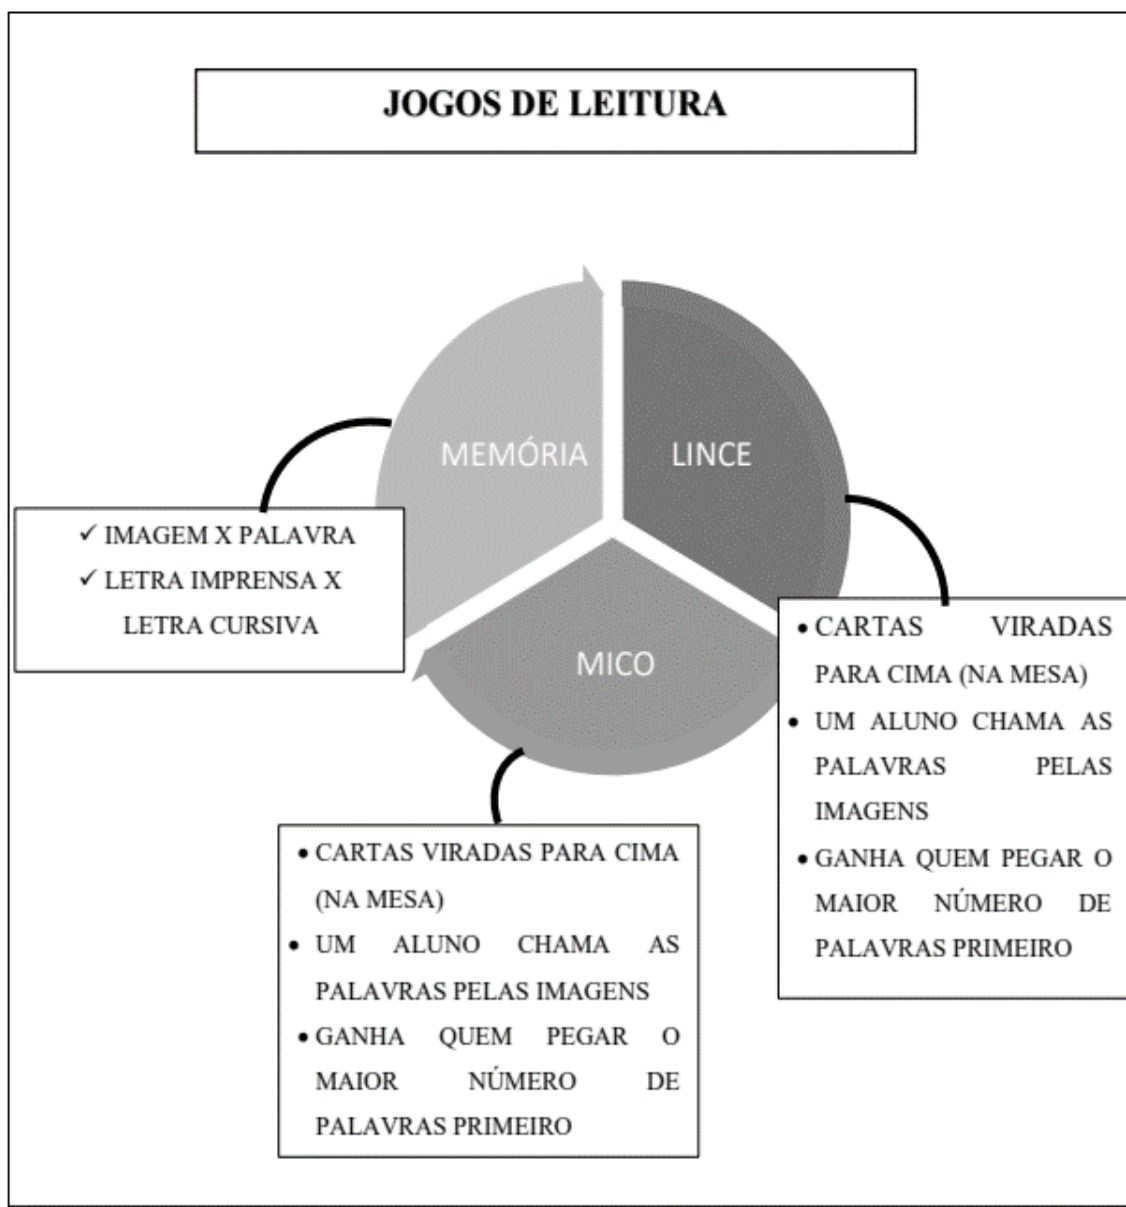 JOGOS DE LEITURA
MEMÓRIA
LINCE
MICO
✓ IMAGEM X PALAVRA
✓ LETRA IMPRENSA X
LETRA CURSIVA
• CARTAS VIRADAS
PARA CIMA (NA MESA)
• UM ALUNO CHAMA AS
PALAVRAS PELAS
IMAGENS
• GANHA QUEM PEGAR O
MAIOR NÚMERO DE
PALAVRAS PRIMEIRO
• CARTAS VIRADAS PARA CIMA
(NA MESA)
• UM ALUNO CHAMA AS
PALAVRAS PELAS IMAGENS
• GANHA QUEM PEGAR O
MAIOR NÚMERO DE
PALAVRAS PRIMEIRO